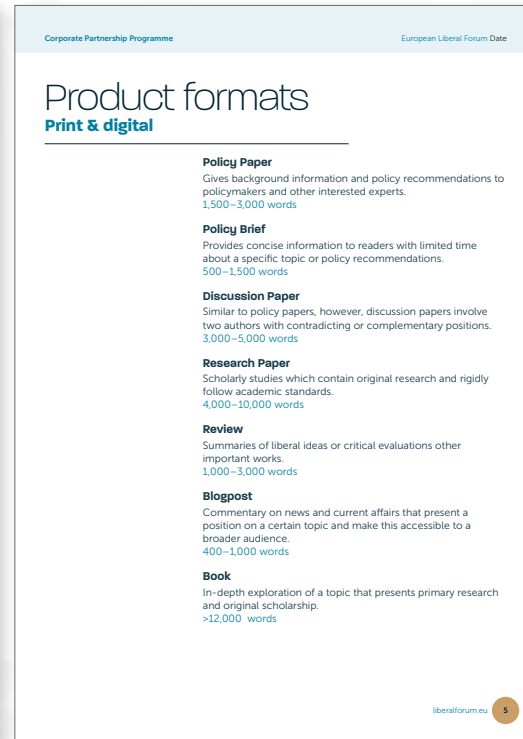 Corporate Partnership Programme
European Liberal Forum Date
Product formats
Print & digital
Policy Paper
Gives background information and policy recommendations to
policymakers and other interested experts.
1,500–3,000 words
Policy Brief
Provides concise information to readers with limited time
about a specific topic or policy recommendations.
500–1,500 words
Discussion Paper
Similar to policy papers, however, discussion papers involve
two authors with contradicting or complementary positions.
3,000–5,000 words
Research Paper
Scholarly studies which contain original research and rigidly
follow academic standards.
4,000–10,000 words
Review
Summaries of liberal ideas or critical evaluations other
important works.
1,000–3,000 words
Blogpost
Commentary on news and current affairs that present a
position on a certain topic and make this accessible to a
broader audience.
400–1,000 words
Book
In-depth exploration of a topic that presents primary research
and original scholarship.
>12,000 words
liberalforum.eu 5